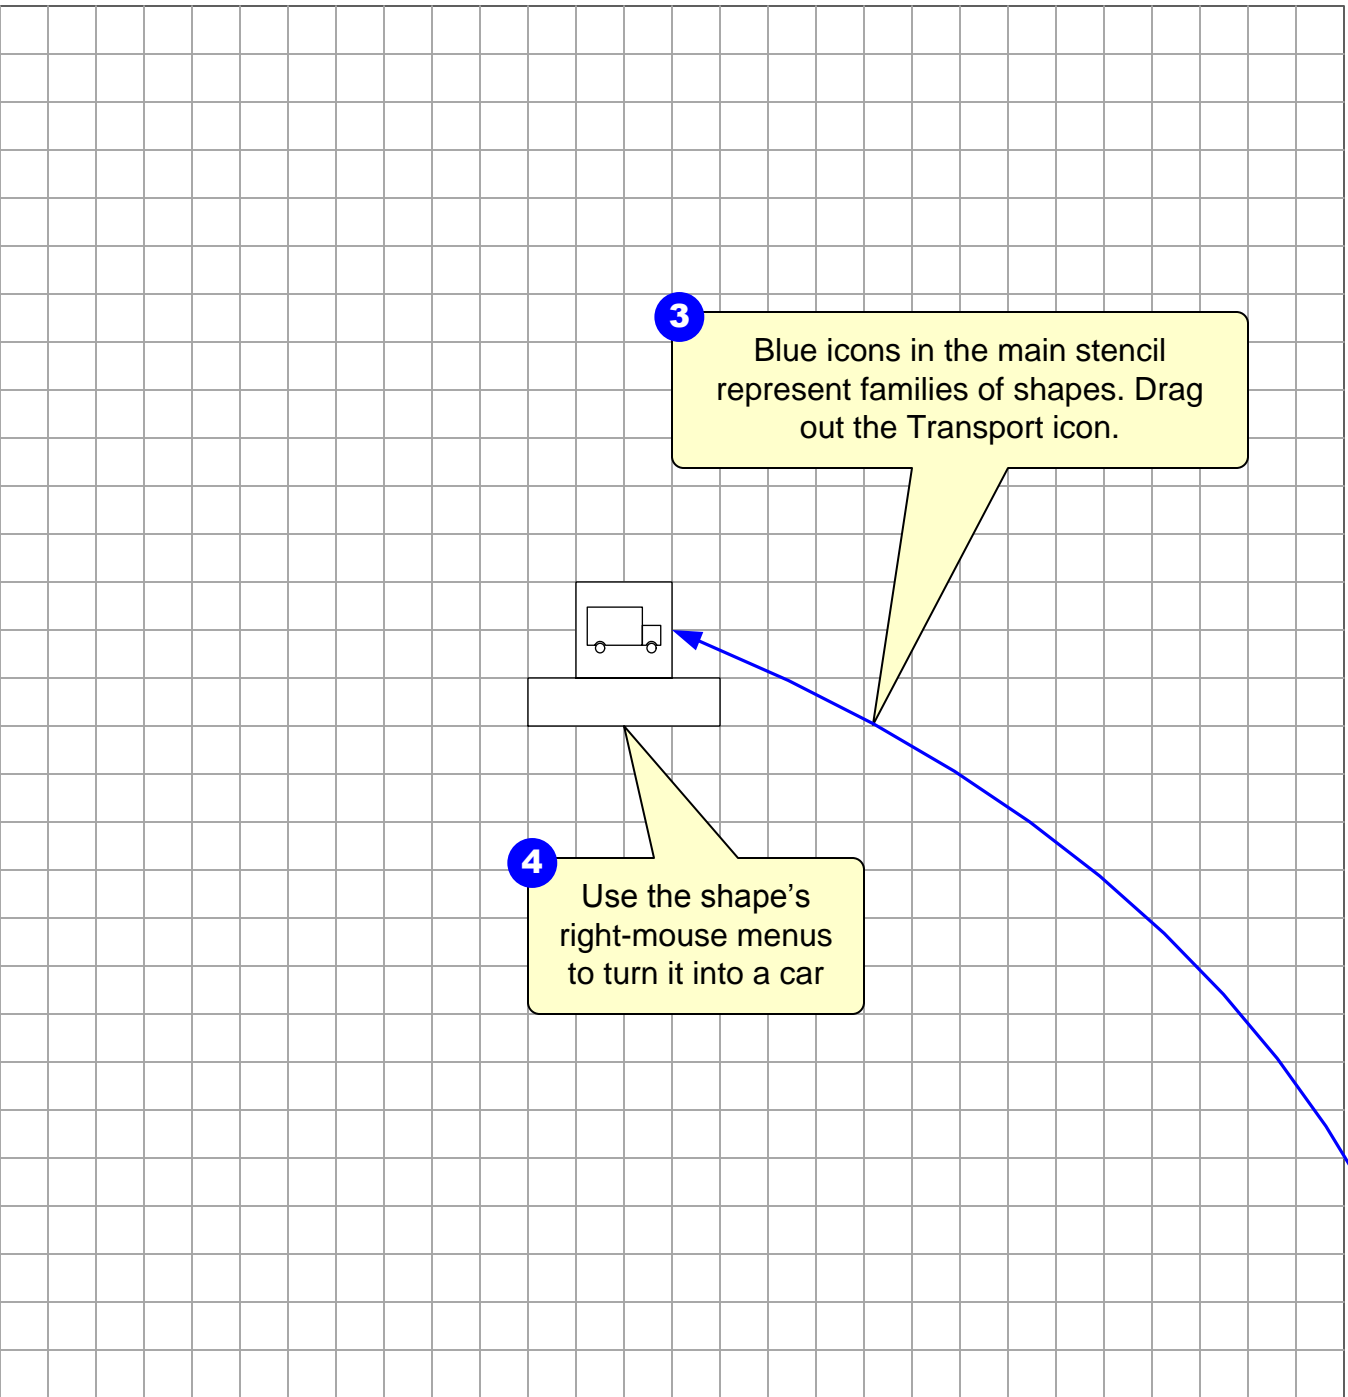 3
Blue icons in the main stencil
represent families of shapes. Drag
out the Transport icon.
4
Use the shape’s
right-mouse menus
to turn it into a car